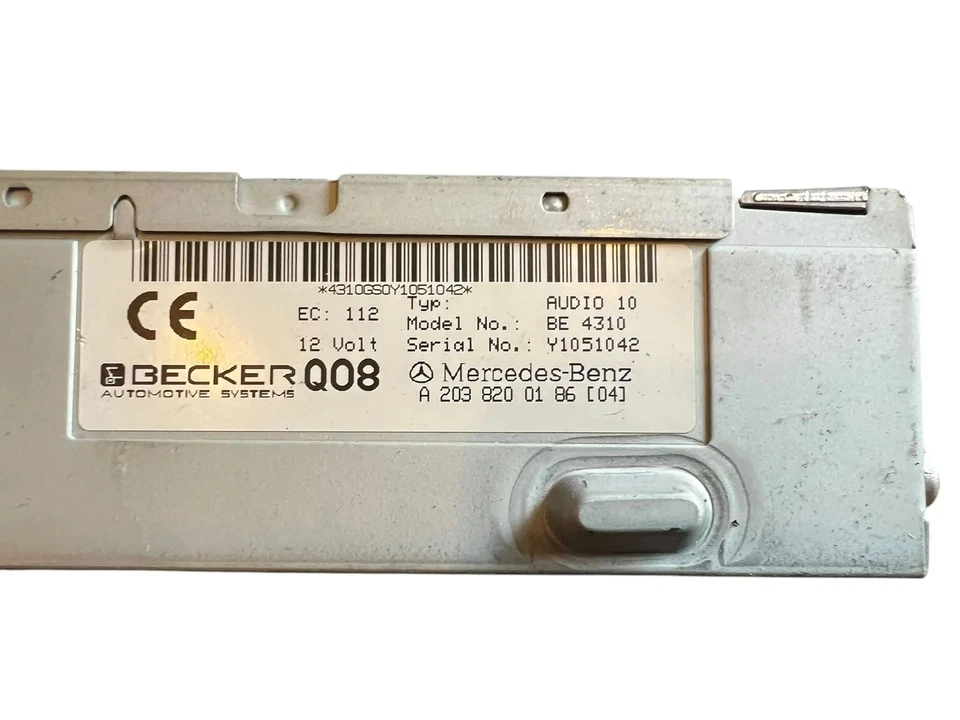 *4310GS0Y1051042*
CE EC: 112 Typ: AUDIO 10
Model No.: BE 4310
12 Volt Serial No.: Y1051042
BECKER Q08 Mercedes-Benz
AUTOMOTIVE SYSTEMS A 203 820 01 86 [04]